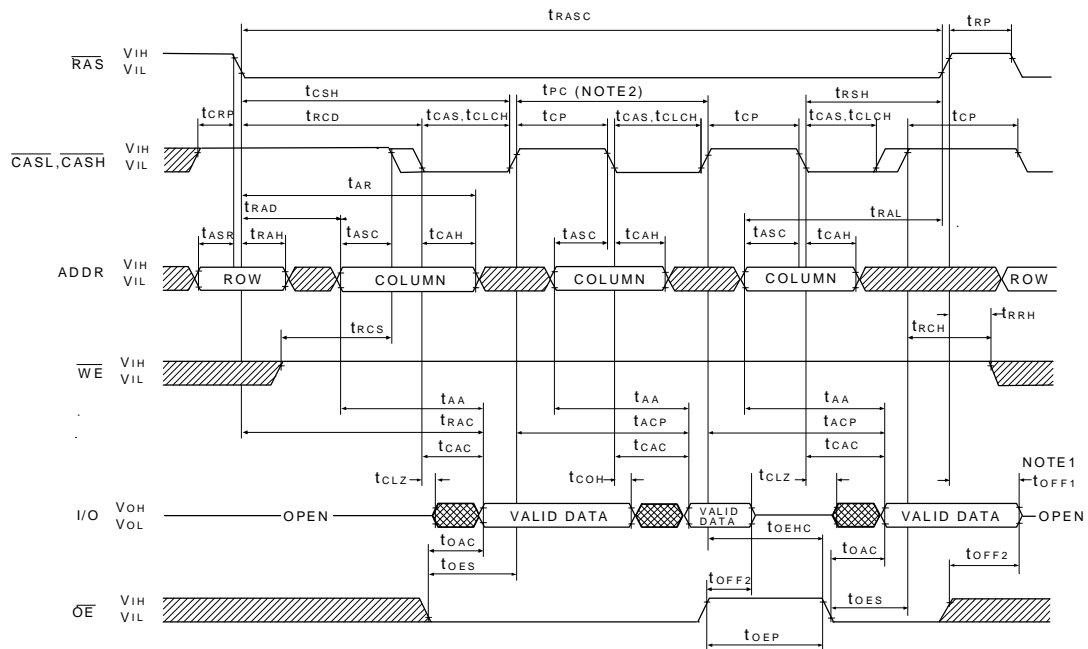 tRASC tRP
RAS VIH
VIL
tCSH tPC (NOTE2) tRSH
tCRP tRCD tCAS,tCLCH tCP tCAS,tCLCH tCP tCAS,tCLCH tCP
CASL,CASH VIH
VIL
tAR
tRAD tRAL
tASR tRAH tASC tCAH tASC tCAH tASC tCAH
ADDR VIH
VIL
ROW COLUMN COLUMN COLUMN ROW
tRCS tRCH tRRH
WE VIH
VIL
tAA tAA tAA
tRAC tACP tACP
tCAC tCAC tCAC
tCLZ tCOH tCLZ NOTE1
tOFF1
I/O VOH
VOL
OPEN VALID DATA VALID
DATA VALID DATA OPEN
tOEHC
tOAC tOAC
tOES tOFF2 tOES tOFF2
OE VIH
VIL
tOEP